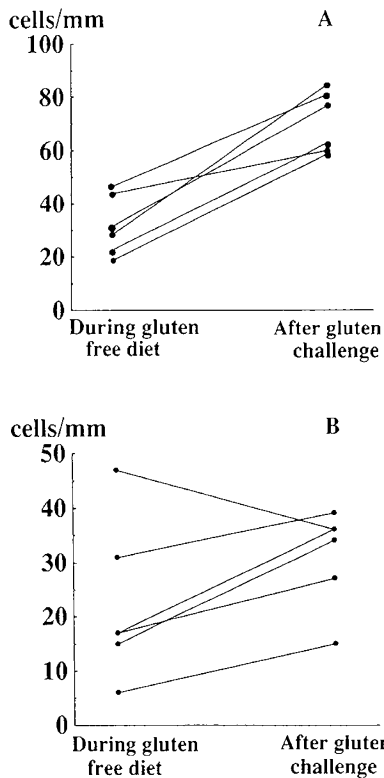 cells/mm
A
100
80
60
40
20
0
During gluten
free diet
After gluten
challenge
cells/mm
B
50
40
30
20
10
0
During gluten
free diet
After gluten
challenge